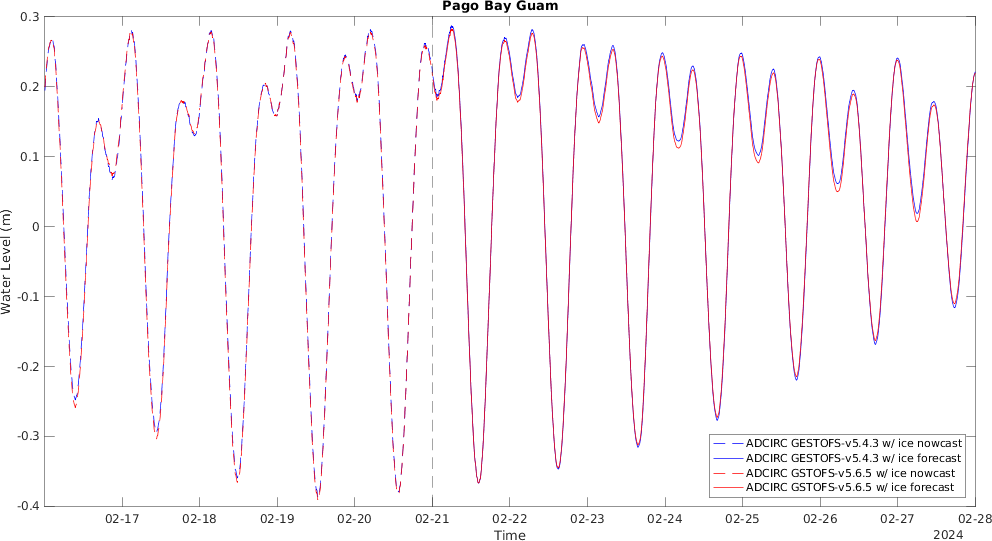 Pago Bay Guam
0.3
0.2
0.1
0
-0.1
-0.2
-0.3
-0.4
Water Level (m)
ADCIRC GESTOFS-v5.4.3 w/ ice nowcast
ADCIRC GESTOFS-v5.4.3 w/ ice forecast
ADCIRC GSTOFS-v5.6.5 w/ ice nowcast
ADCIRC GSTOFS-v5.6.5 w/ ice forecast
02-17 02-18 02-19 02-20 02-21 02-22 02-23 02-24 02-25 02-26 02-27 02-28
Time
2024